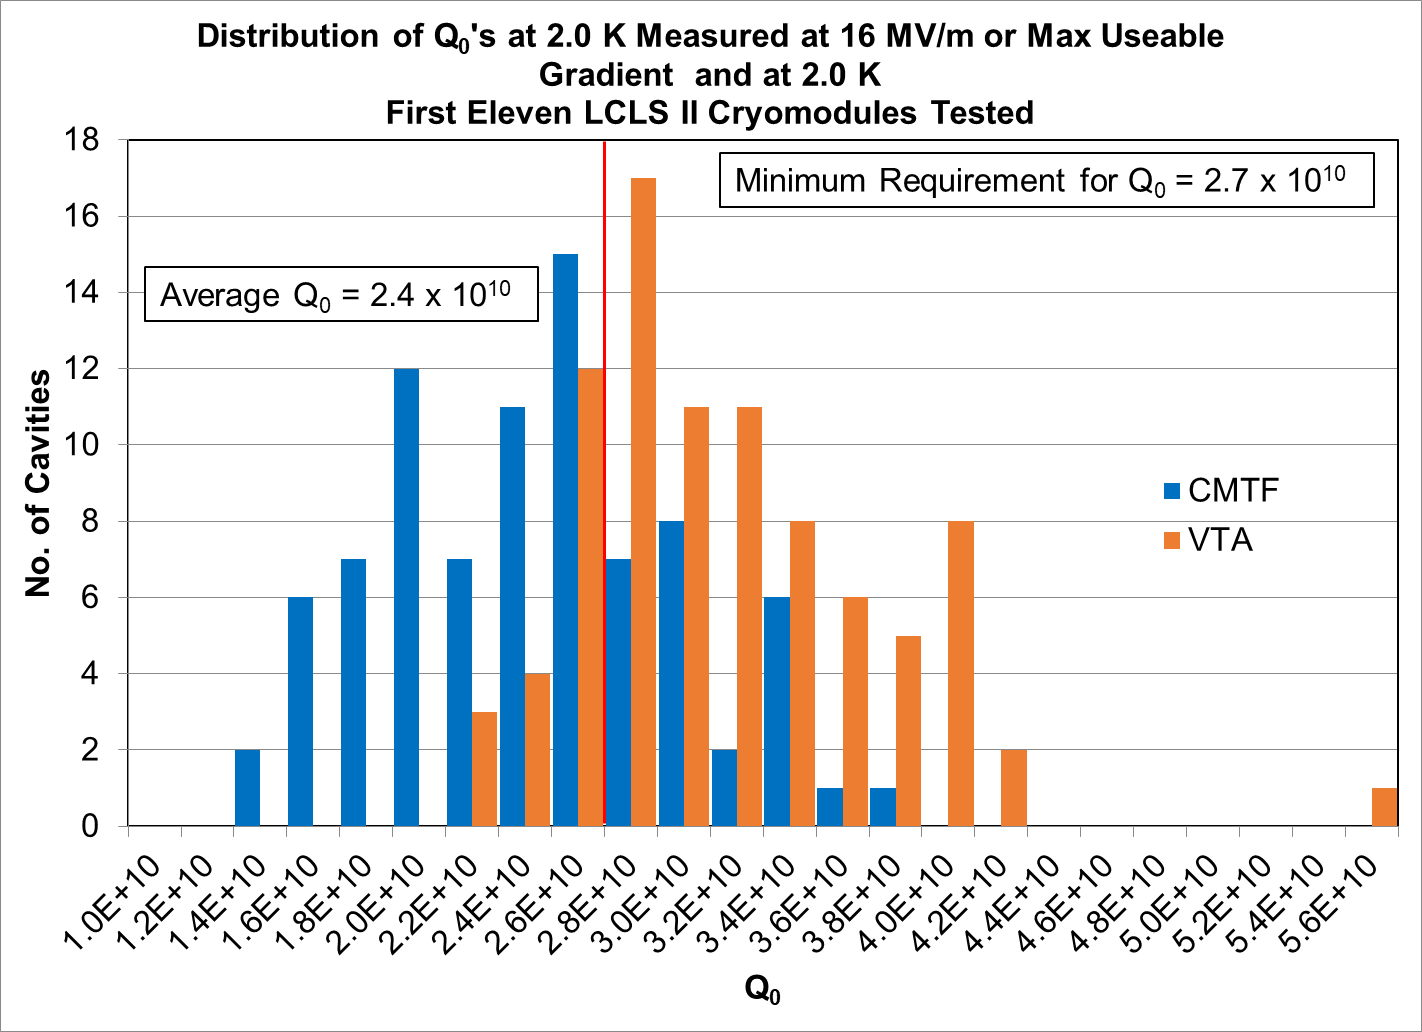 Distribution of Q₀'s at 2.0 K Measured at 16 MV/m or Max Useable
Gradient and at 2.0 K
First Eleven LCLS II Cryomodules Tested
Minimum Requirement for Q₀ = 2.7 x 10¹⁰
Average Q₀ = 2.4 x 10¹⁰
No. of Cavities
18
16
14
12
10
8
6
4
2
0
CMTF
VTA
1.0E+10
1.2E+10
1.4E+10
1.6E+10
1.8E+10
2.0E+10
2.2E+10
2.4E+10
2.6E+10
2.8E+10
3.0E+10
3.2E+10
3.4E+10
3.6E+10
3.8E+10
4.0E+10
4.2E+10
4.4E+10
4.6E+10
4.8E+10
5.0E+10
5.2E+10
5.4E+10
5.6E+10
Q₀